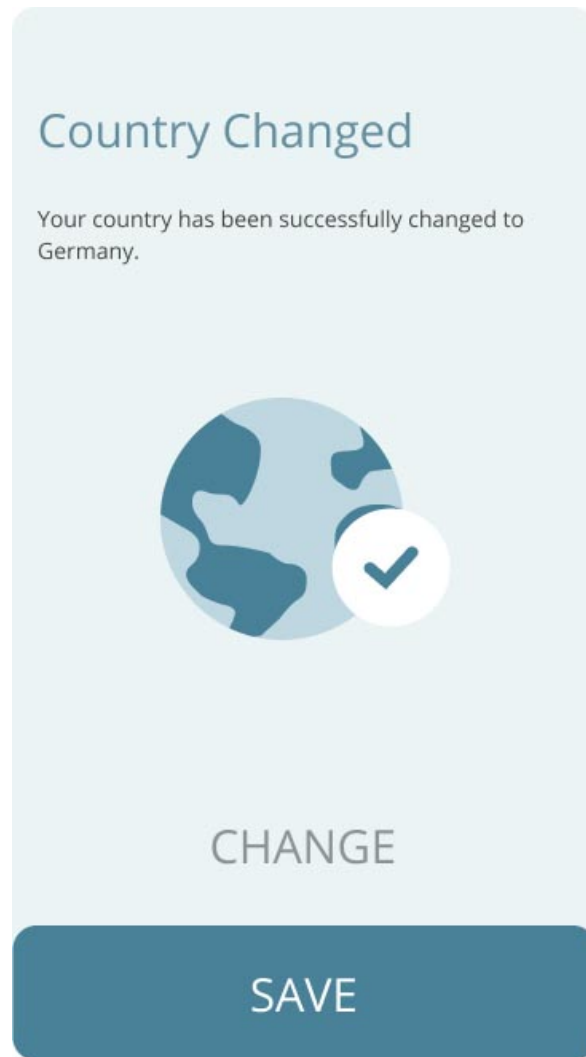 Country Changed
Your country has been successfully changed to
Germany.
CHANGE
SAVE